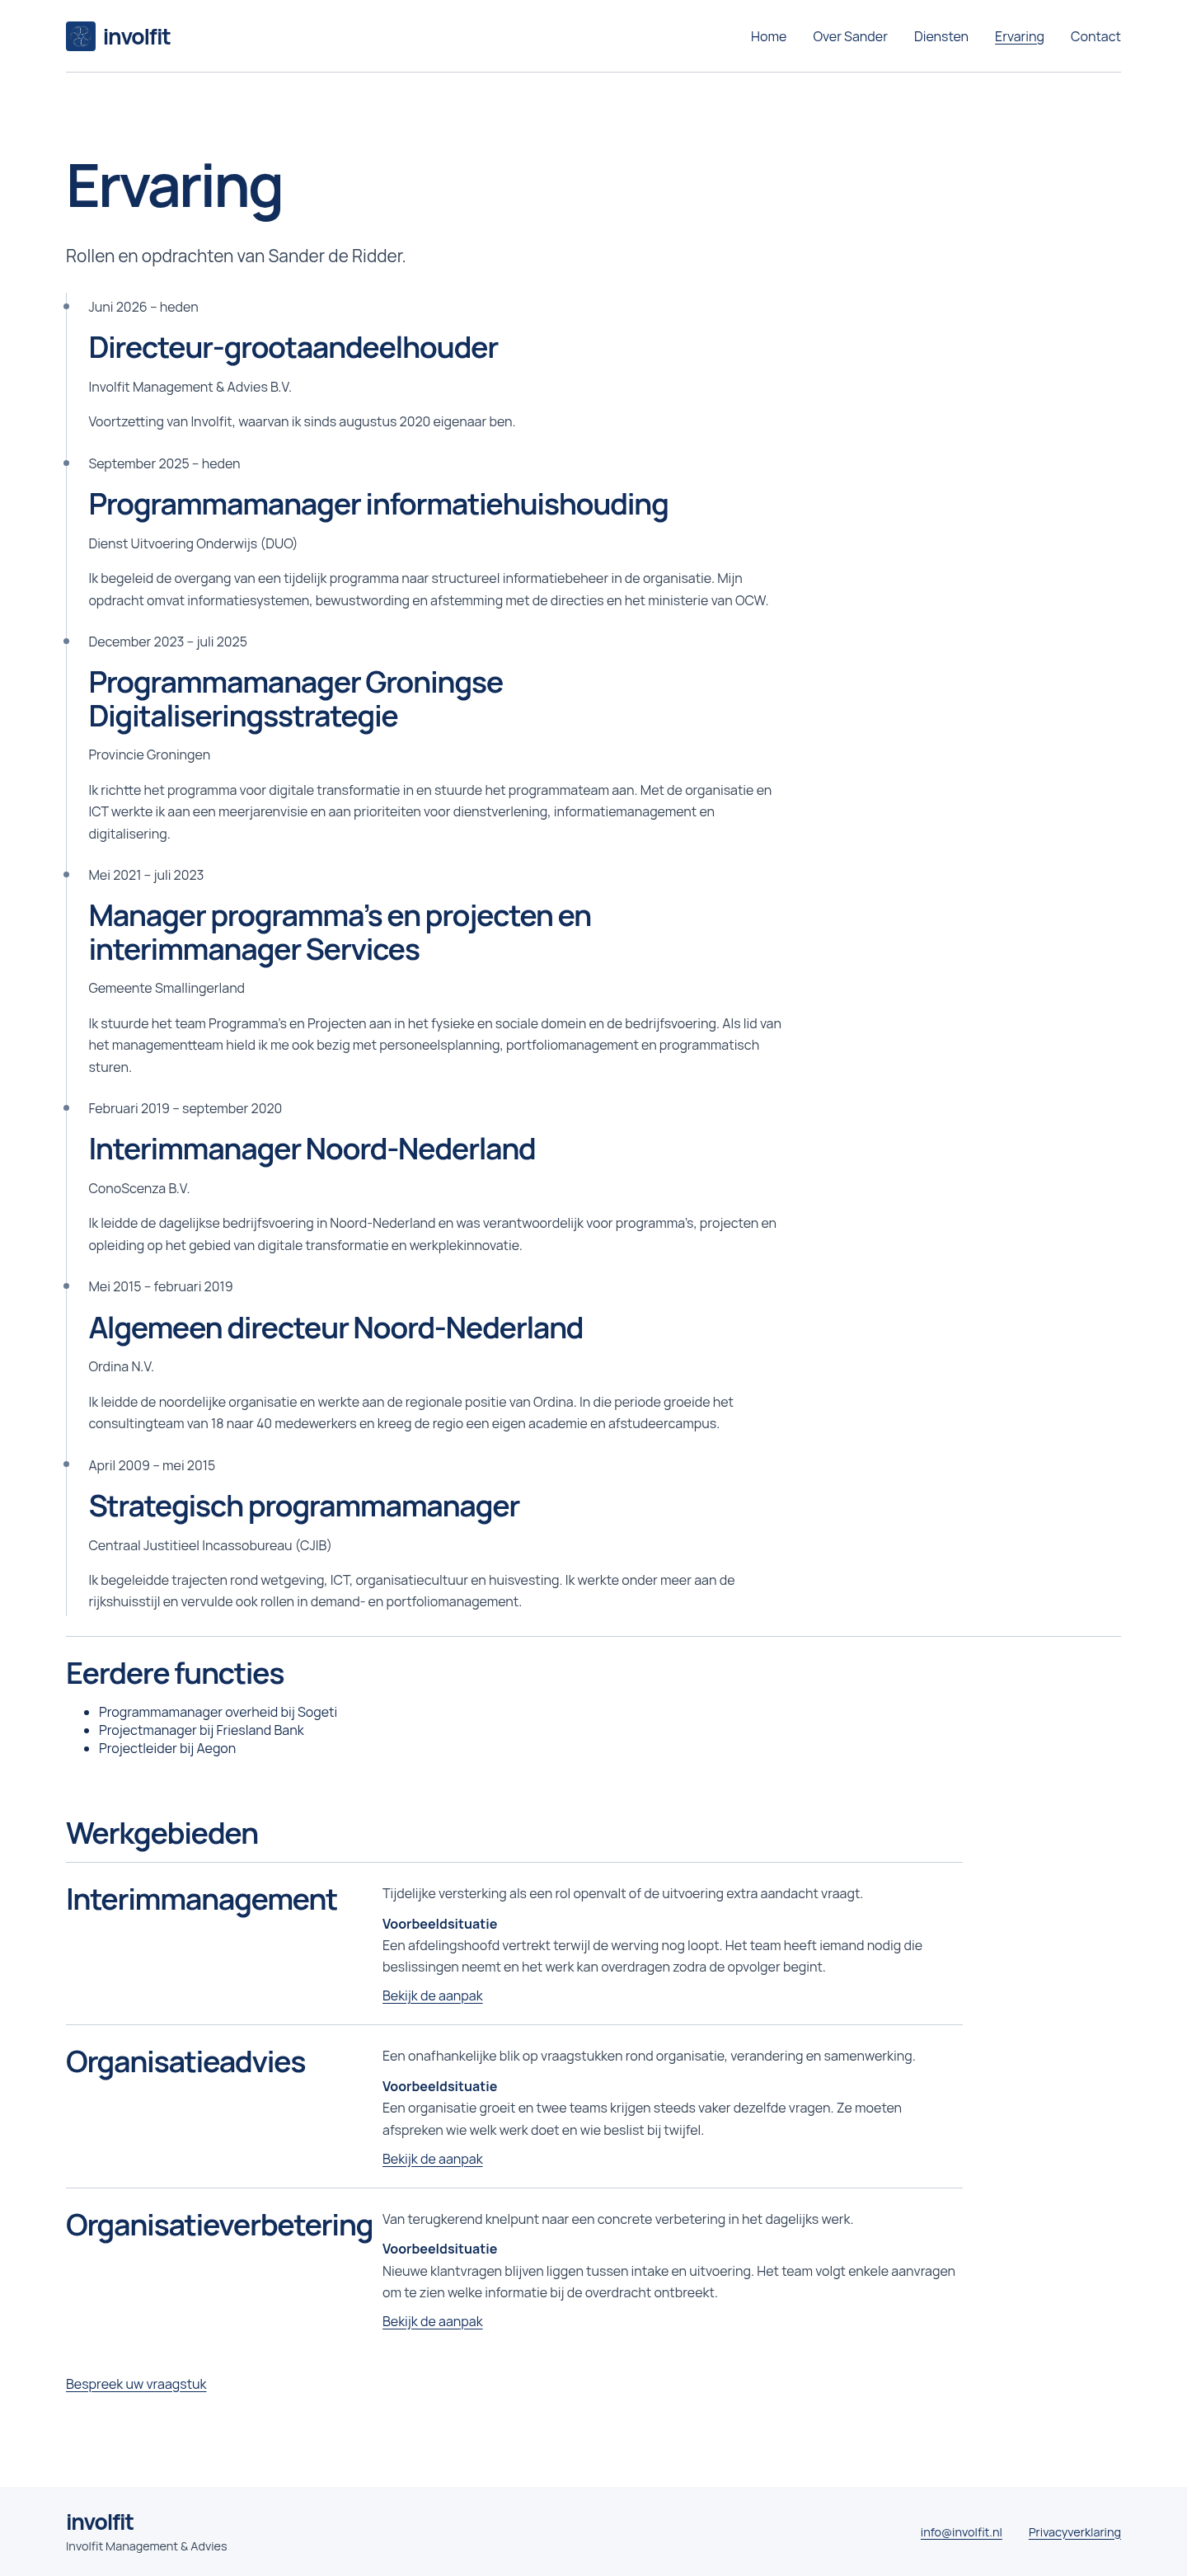 involfit
Home
Over Sander
Diensten
Ervaring
Contact
Ervaring
Rollen en opdrachten van Sander de Ridder.
Juni 2026 – heden
Directeur-grootaandeelhouder
Involfit Management & Advies B.V.
Voortzetting van Involfit, waarvan ik sinds augustus 2020 eigenaar ben.
September 2025 – heden
Programmamanager informatiehuishouding
Dienst Uitvoering Onderwijs (DUO)
Ik begeleid de overgang van een tijdelijk programma naar structureel informatiebeheer in de organisatie. Mijn
opdracht omvat informatiesystemen, bewustwording en afstemming met de directies en het ministerie van OCW.
December 2023 – juli 2025
Programmamanager Groningse
Digitaliseringsstrategie
Provincie Groningen
Ik richtte het programma voor digitale transformatie in en stuurde het programmateam aan. Met de organisatie en
ICT werkte ik aan een meerjarenvisie en aan prioriteiten voor dienstverlening, informatiemanagement en
digitalisering.
Mei 2021 – juli 2023
Manager programma’s en projecten en
interimmanager Services
Gemeente Smallingerland
Ik stuurde het team Programma’s en Projecten aan in het fysieke en sociale domein en de bedrijfsvoering. Als lid van
het managementteam hield ik me ook bezig met personeelsplanning, portfoliomanagement en programmatisch
sturen.
Februari 2019 – september 2020
Interimmanager Noord-Nederland
ConoScenza B.V.
Ik leidde de dagelijkse bedrijfsvoering in Noord-Nederland en was verantwoordelijk voor programma’s, projecten en
opleiding op het gebied van digitale transformatie en werkplekinnovatie.
Mei 2015 – februari 2019
Algemeen directeur Noord-Nederland
Ordina N.V.
Ik leidde de noordelijke organisatie en werkte aan de regionale positie van Ordina. In die periode groeide het
consultingteam van 18 naar 40 medewerkers en kreeg de regio een eigen academie en afstudeercampus.
April 2009 – mei 2015
Strategisch programmamanager
Centraal Justitieel Incassobureau (CJIB)
Ik begeleidde trajecten rond wetgeving, ICT, organisatiecultuur en huisvesting. Ik werkte onder meer aan de
rijkshuisstijl en vervulde ook rollen in demand- en portfoliomanagement.
Eerdere functies
• Programmamanager overheid bij Sogeti
• Projectmanager bij Friesland Bank
• Projectleider bij Aegon
Werkgebieden
Interimmanagement
Tijdelijke versterking als een rol openvalt of de uitvoering extra aandacht vraagt.
Voorbeeldsituatie
Een afdelingshoofd vertrekt terwijl de werving nog loopt. Het team heeft iemand nodig die
beslissingen neemt en het werk kan overdragen zodra de opvolger begint.
Bekijk de aanpak
Organisatieadvies
Een onafhankelijke blik op vraagstukken rond organisatie, verandering en samenwerking.
Voorbeeldsituatie
Een organisatie groeit en twee teams krijgen steeds vaker dezelfde vragen. Ze moeten
afspreken wie welk werk doet en wie beslist bij twijfel.
Bekijk de aanpak
Organisatieverbetering
Van terugkerend knelpunt naar een concrete verbetering in het dagelijks werk.
Voorbeeldsituatie
Nieuwe klantvragen blijven liggen tussen intake en uitvoering. Het team volgt enkele aanvragen
om te zien welke informatie bij de overdracht ontbreekt.
Bekijk de aanpak
Bespreek uw vraagstuk
involfit
Involfit Management & Advies
info@involfit.nl
Privacyverklaring